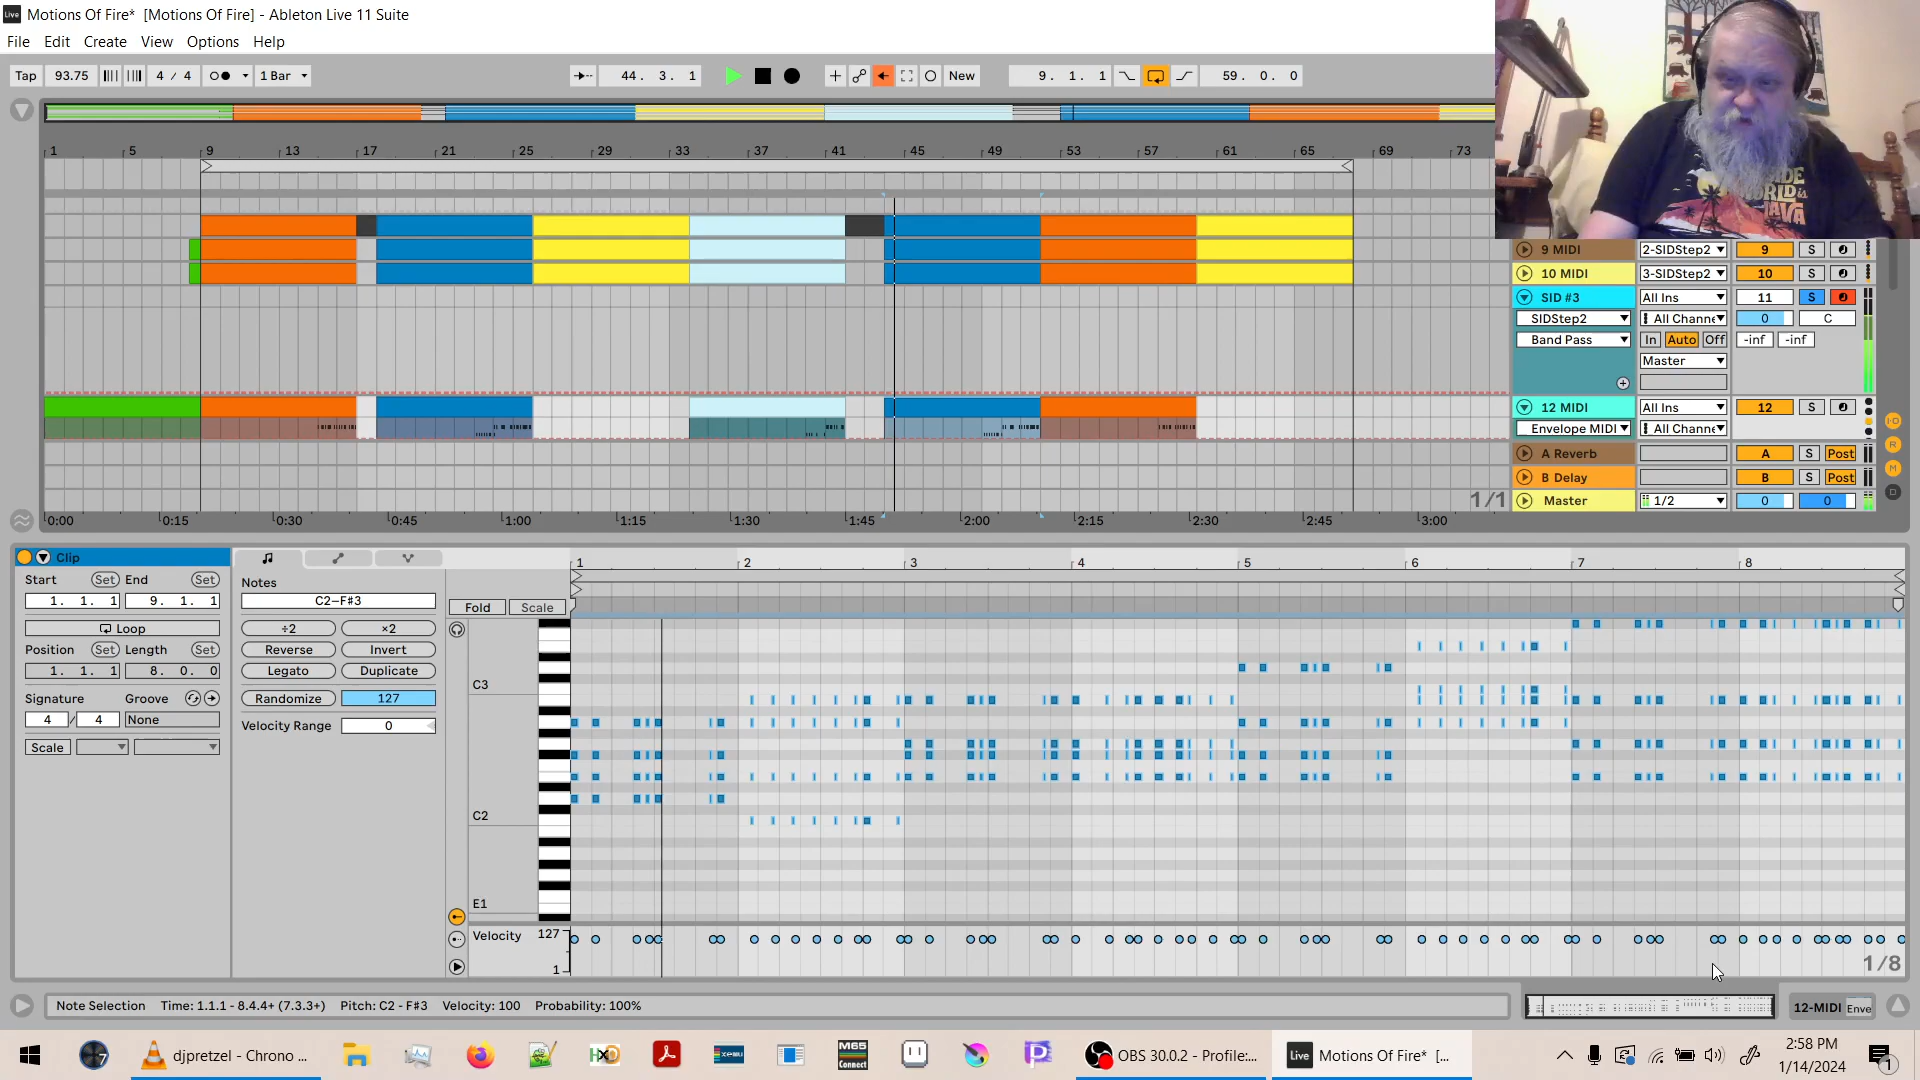 Live Motions Of Fire* [Motions Of Fire] - Ableton Live 11 Suite
File Edit Create View Options Help
Tap 93.75 4 / 4 1 Bar 44. 3. 1 New 9. 1. 1 59. 0. 0
1 5 9 13 17 21 25 29 33 37 41 45 49 53 57 61 65 69 73
WORLD is
JAVA
9 MIDI 2-SIDStep2 9 S
10 MIDI 3-SIDStep2 10 S
SID #3 All Ins 11 S
SIDStep2 All Channe 0 C
Band Pass In Auto Off -inf -inf
Master
12 MIDI All Ins 12 S
Envelope MIDI All Channe
A Reverb A S Post
B Delay B S Post
1/1 Master 1/2 0 0
0:00 0:15 0:30 0:45 1:00 1:15 1:30 1:45 2:00 2:15 2:30 2:45 3:00
Clip
Start Set End Set
1. 1. 1 9. 1. 1
Loop
Position Set Length Set
1. 1. 1 8. 0. 0
Signature Groove
4 / 4 None
Scale
Notes
C2–F#3
÷2 ×2
Reverse Invert
Legato Duplicate
Randomize 127
Velocity Range 0
1 2 3 4 5 6 7 8
Fold Scale
C3
C2
E1
Velocity 127
1
1/8
Note Selection Time: 1.1.1 - 8.4.4+ (7.3.3+) Pitch: C2 - F#3 Velocity: 100 Probability: 100%
12-MIDI Enve
djpretzel - Chrono ... M65 Connect OBS 30.0.2 - Profile:... Live Motions Of Fire* [...
2:58 PM
1/14/2024
1